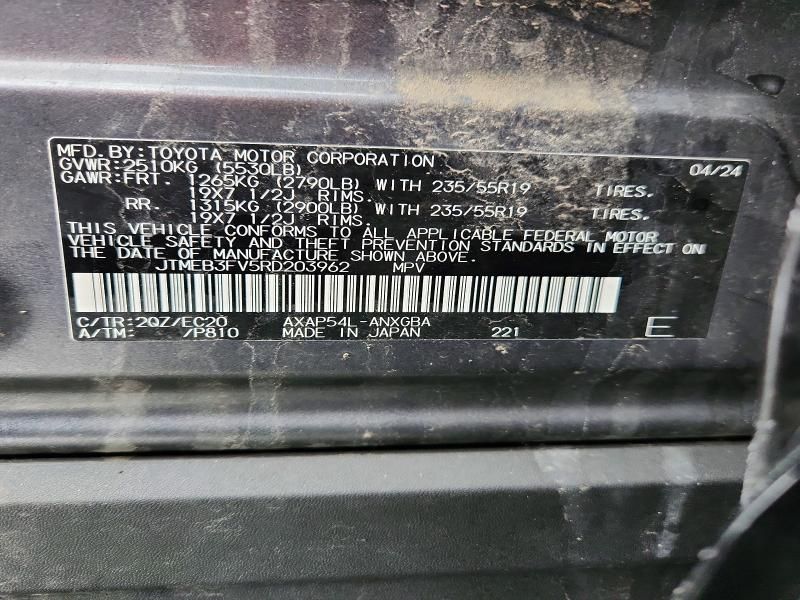 MFD.BY:TOYOTA MOTOR CORPORATION 04/24
GVWR:2510KG (5530LB)
GAWR:FRT. 1265KG (2790LB) WITH 235/55R19 TIRES.
19X7 1/2J RIMS.
RR. 1315KG (2900LB) WITH 235/55R19 TIRES.
19X7 1/2J RIMS.
THIS VEHICLE CONFORMS TO ALL APPLICABLE FEDERAL MOTOR
VEHICLE SAFETY AND THEFT PREVENTION STANDARDS IN EFFECT ON
THE DATE OF MANUFACTURE SHOWN ABOVE.
JTMEB3FV5RD203962 MPV
C/TR:2QZ/EC20 AXAP54L-ANXGBA
A/TM: /P810 MADE IN JAPAN 221 E